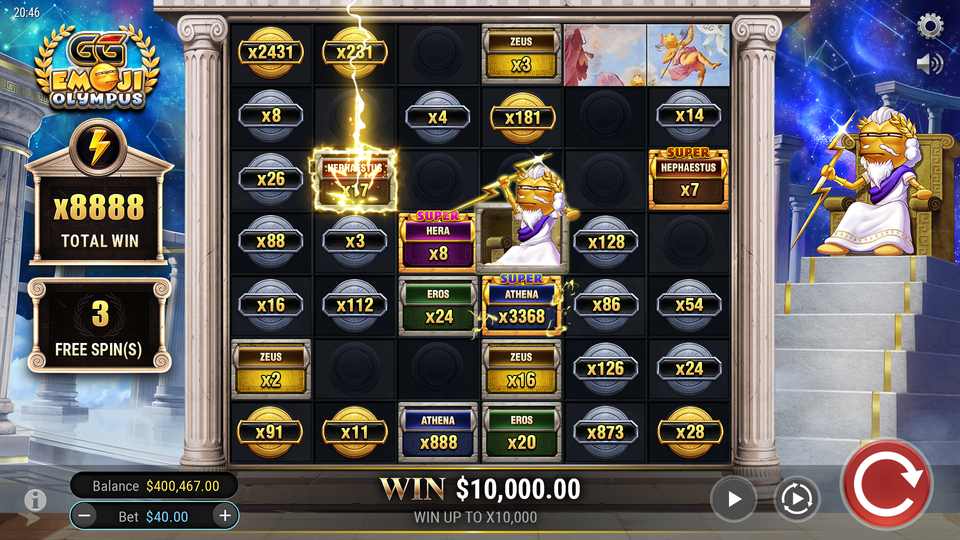 20:46
GG
EMOJI
OLYMPUS
x8888
TOTAL WIN
3
FREE SPIN(S)
x2431
x231
ZEUS
x3
x8
x4
x181
x14
x26
HEPHAESTUS
x17
SUPER
HEPHAESTUS
x7
x88
x3
SUPER
HERA
x8
x128
x16
x112
EROS
x24
SUPER
ATHENA
x3368
x86
x54
ZEUS
x2
ZEUS
x16
x126
x24
x91
x11
ATHENA
x888
EROS
x20
x873
x28
Balance $400,467.00
Bet $40.00
WIN $10,000.00
WIN UP TO X10,000